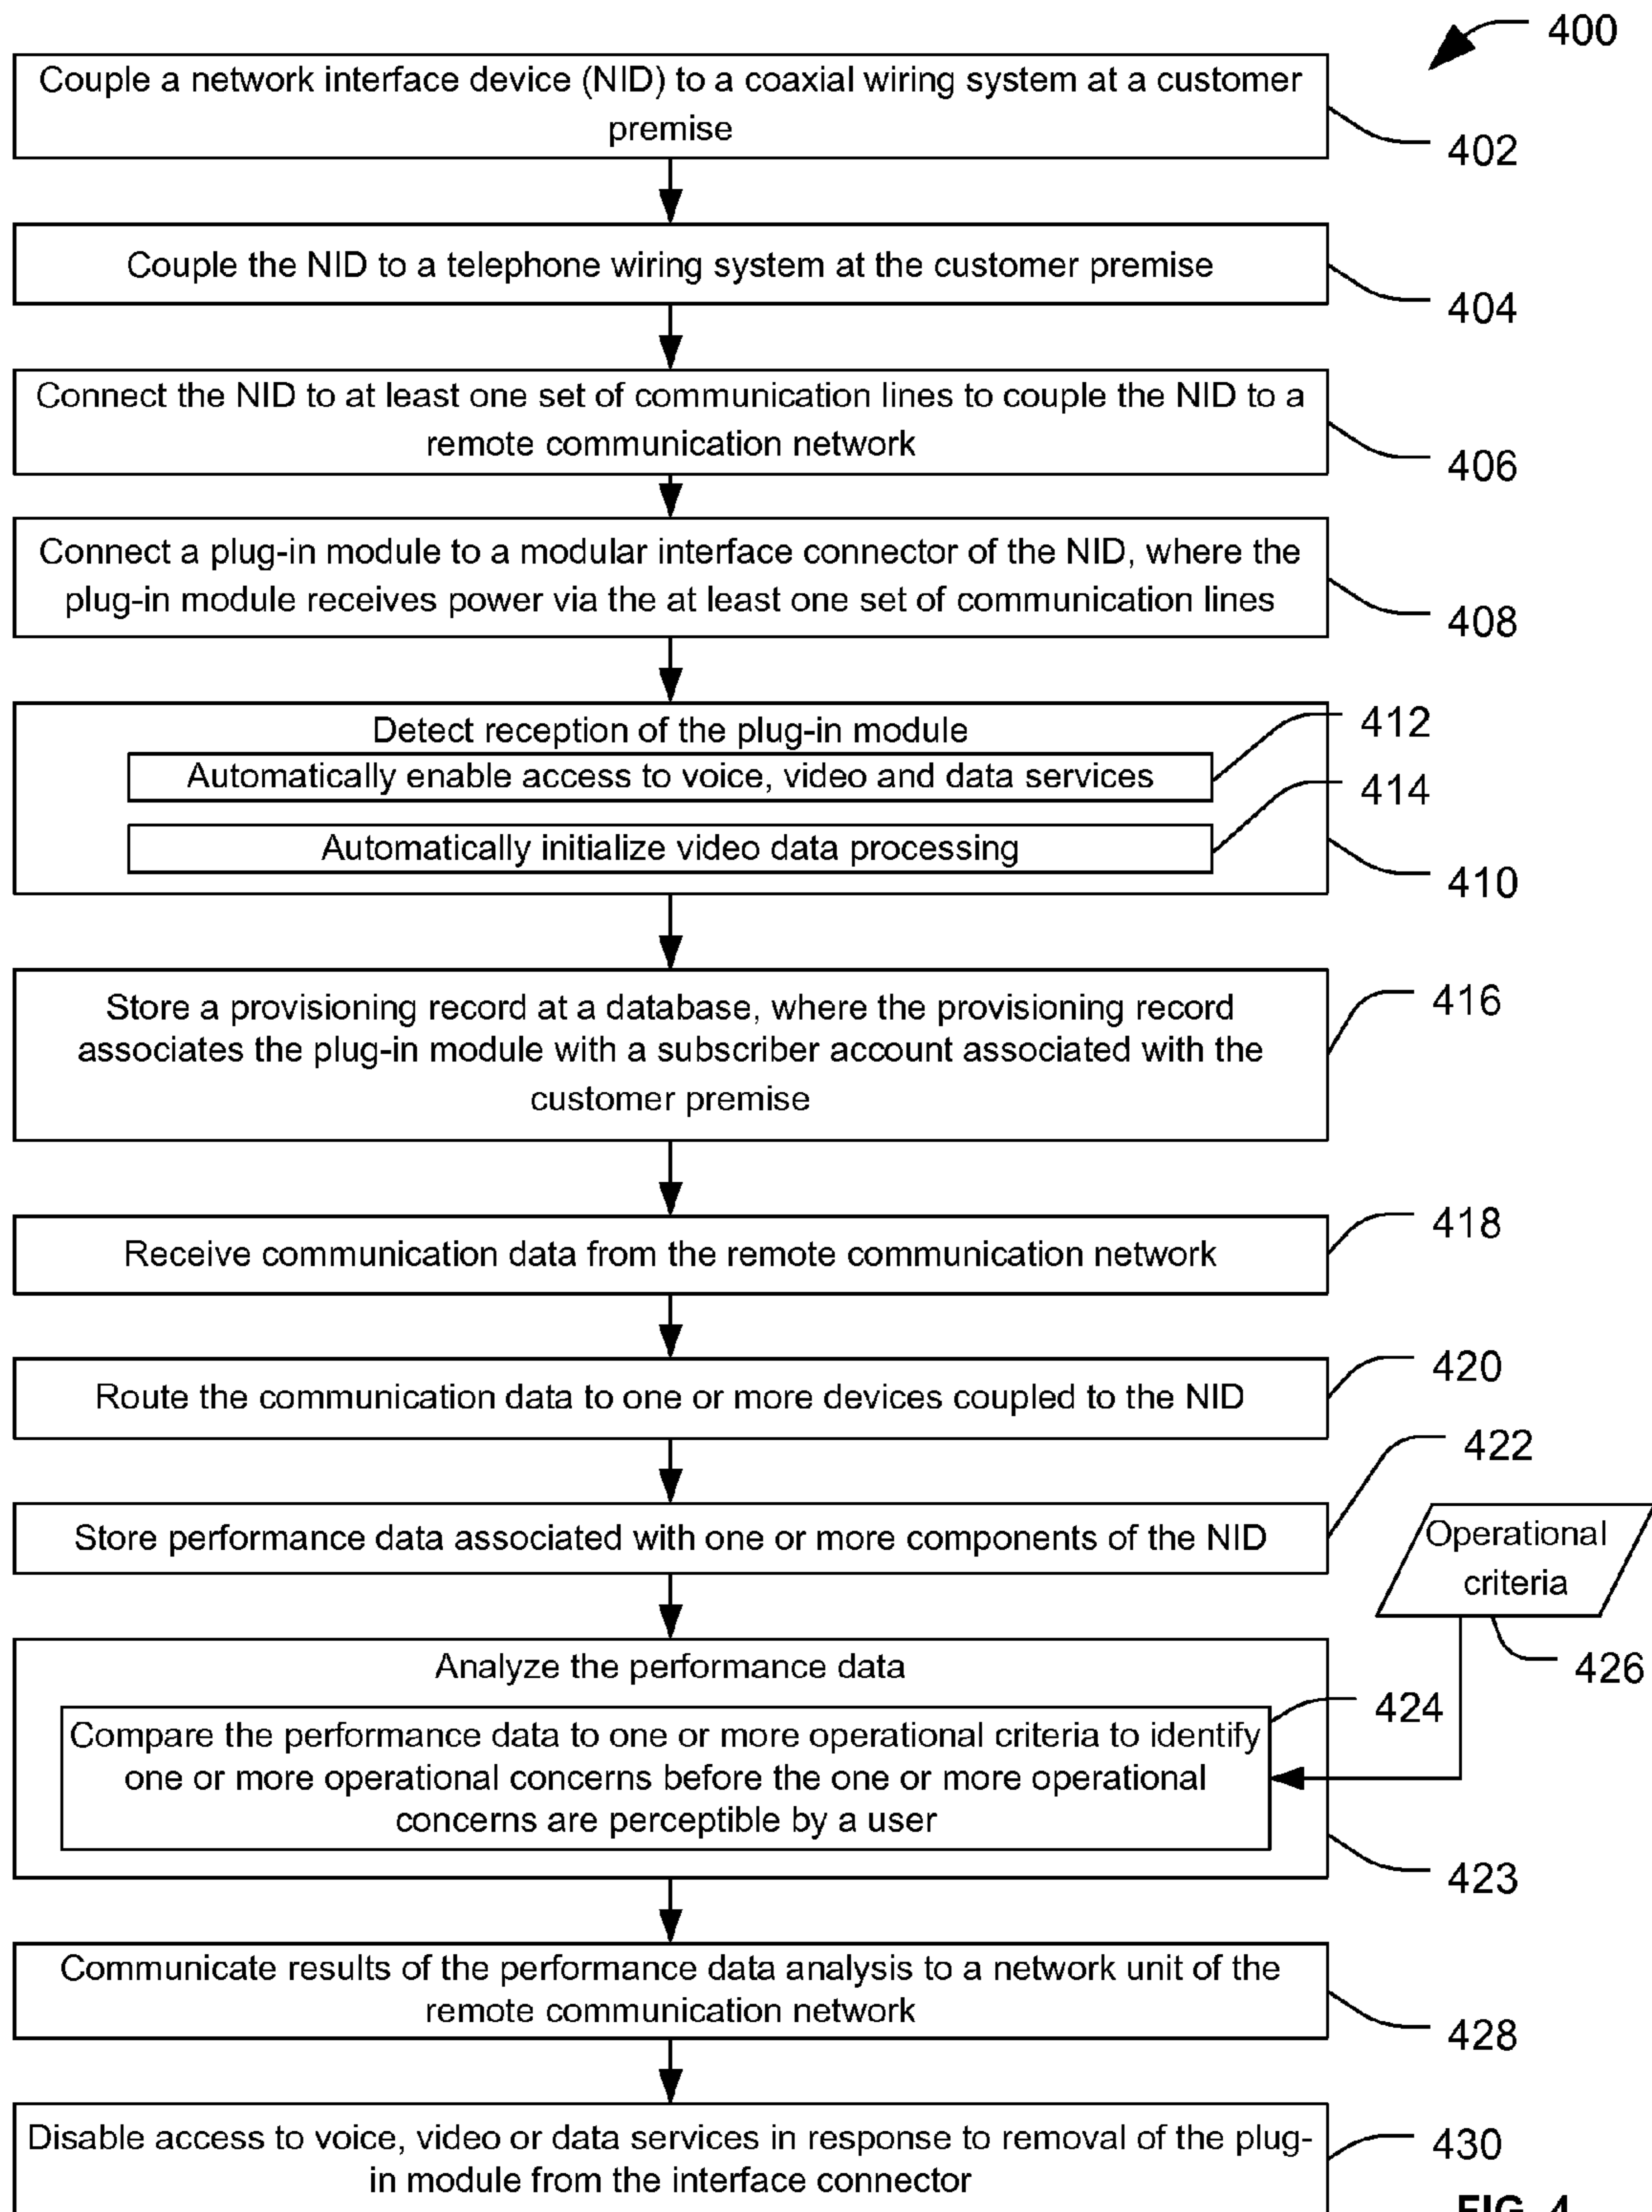 400
Couple a network interface device (NID) to a coaxial wiring system at a customer
premise
402
Couple the NID to a telephone wiring system at the customer premise
404
Connect the NID to at least one set of communication lines to couple the NID to a
remote communication network
406
Connect a plug-in module to a modular interface connector of the NID, where the
plug-in module receives power via the at least one set of communication lines
408
Detect reception of the plug-in module
412
Automatically enable access to voice, video and data services
414
Automatically initialize video data processing
410
Store a provisioning record at a database, where the provisioning record
associates the plug-in module with a subscriber account associated with the
customer premise
416
Receive communication data from the remote communication network
418
Route the communication data to one or more devices coupled to the NID
420
422
Store performance data associated with one or more components of the NID
Operational
criteria
426
Analyze the performance data
424
Compare the performance data to one or more operational criteria to identify
one or more operational concerns before the one or more operational
concerns are perceptible by a user
423
Communicate results of the performance data analysis to a network unit of the
remote communication network
428
Disable access to voice, video or data services in response to removal of the plug-
in module from the interface connector
430
FIG. 4